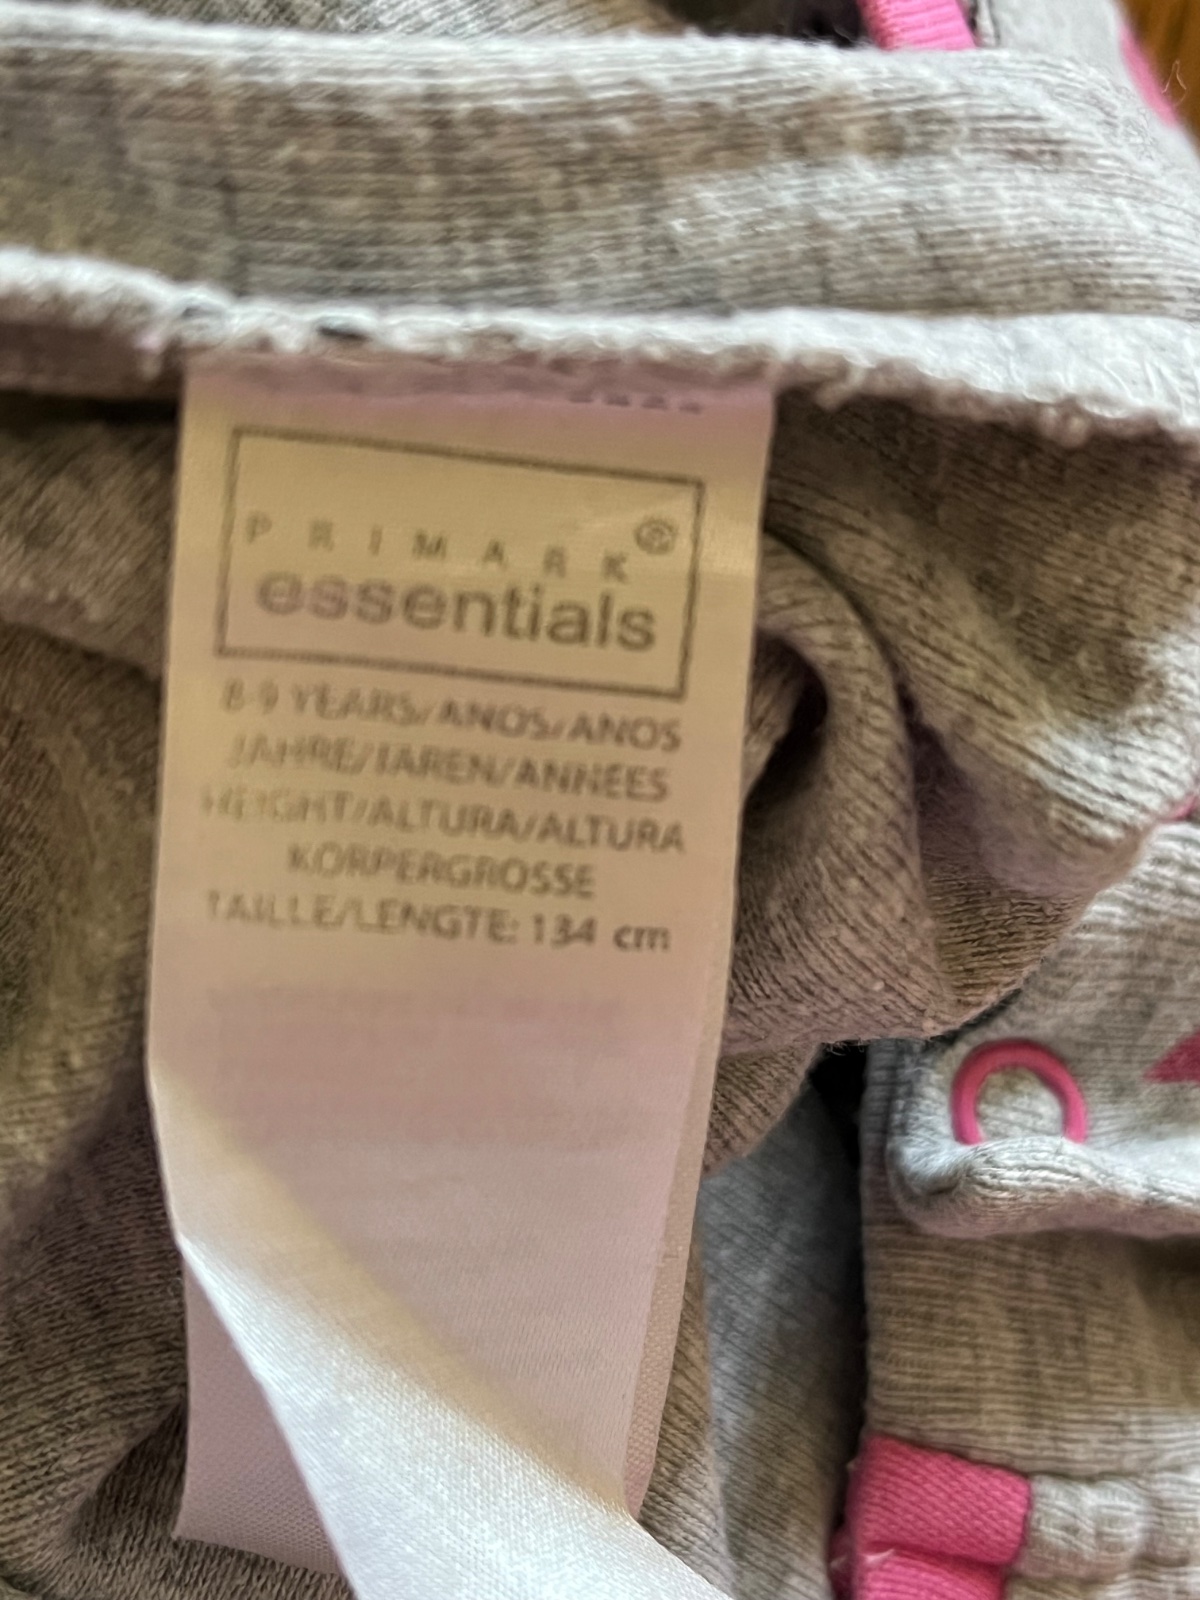 PRIMARK®
essentials
8-9 YEARS/ANOS/ANOS
JAHRE/JAREN/ANNÉES
HEIGHT/ALTURA/ALTURA
KORPERGROSSE
TAILLE/LENGTE: 134 cm